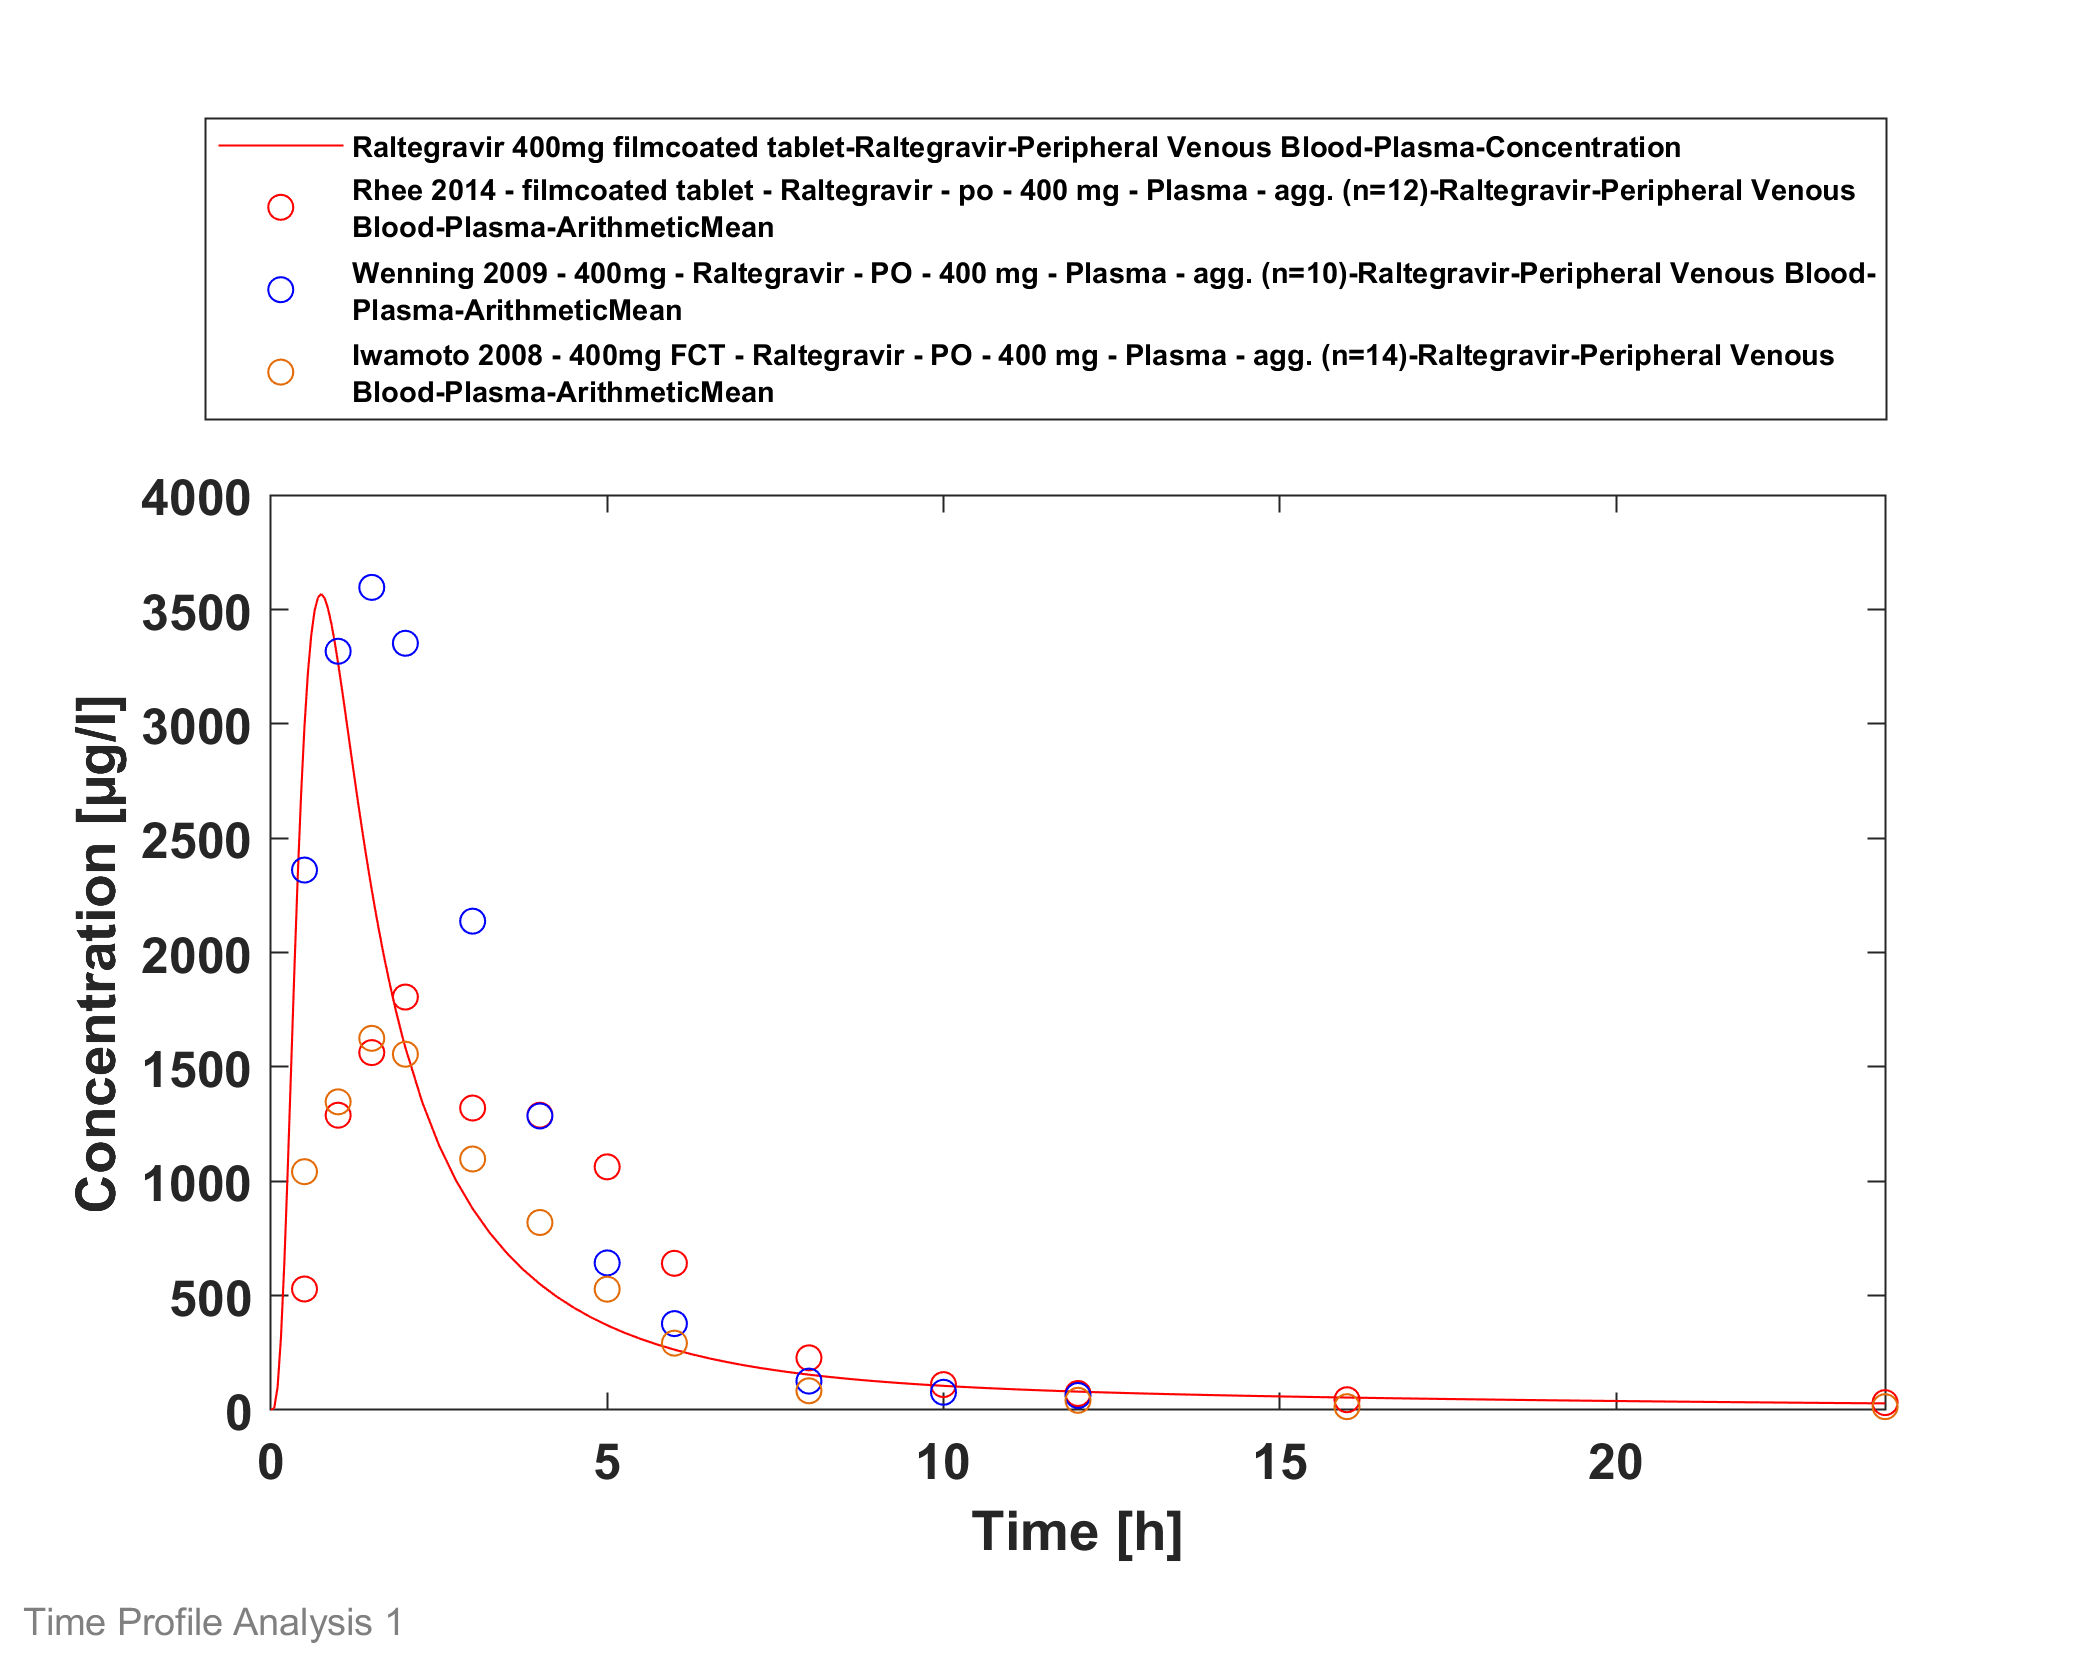 Raltegravir 400mg filmcoated tablet-Raltegravir-Peripheral Venous Blood-Plasma-Concentration
Rhee 2014 - filmcoated tablet - Raltegravir - po - 400 mg - Plasma - agg. (n=12)-Raltegravir-Peripheral Venous
Blood-Plasma-ArithmeticMean
Wenning 2009 - 400mg - Raltegravir - PO - 400 mg - Plasma - agg. (n=10)-Raltegravir-Peripheral Venous Blood-
Plasma-ArithmeticMean
Iwamoto 2008 - 400mg FCT - Raltegravir - PO - 400 mg - Plasma - agg. (n=14)-Raltegravir-Peripheral Venous
Blood-Plasma-ArithmeticMean
4000
3500
3000
2500
2000
1500
1000
500
0
Concentration [µg/l]
0 5 10 15 20
Time [h]
Time Profile Analysis 1